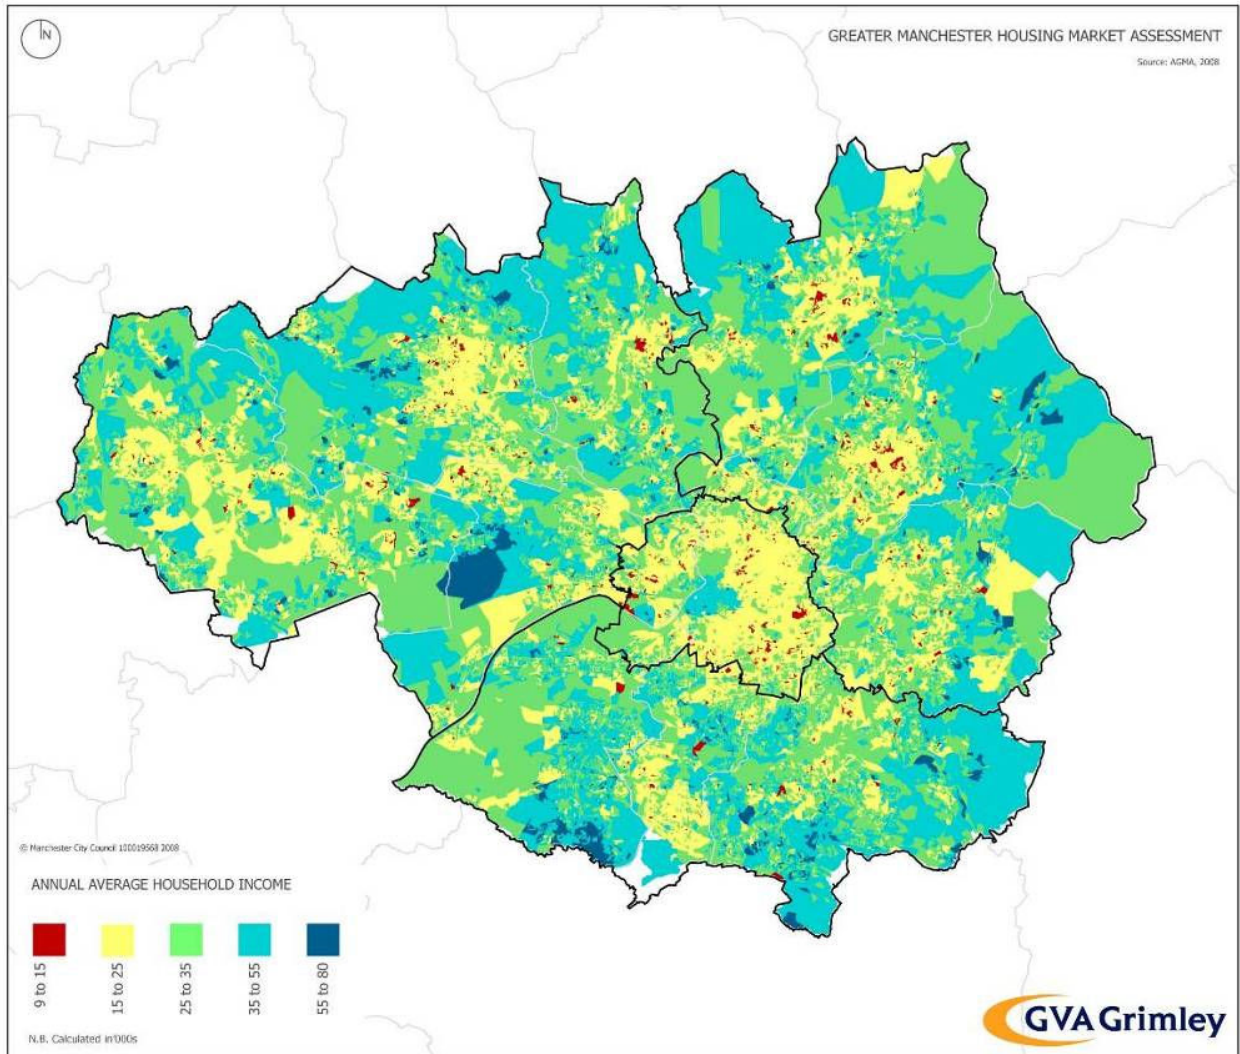 N
GREATER MANCHESTER HOUSING MARKET ASSESSMENT
Source: AGMA, 2008
© Manchester City Council 100019568 2008
ANNUAL AVERAGE HOUSEHOLD INCOME
9 to 15
15 to 25
25 to 35
35 to 55
55 to 80
N.B. Calculated in'000s
GVA Grimley